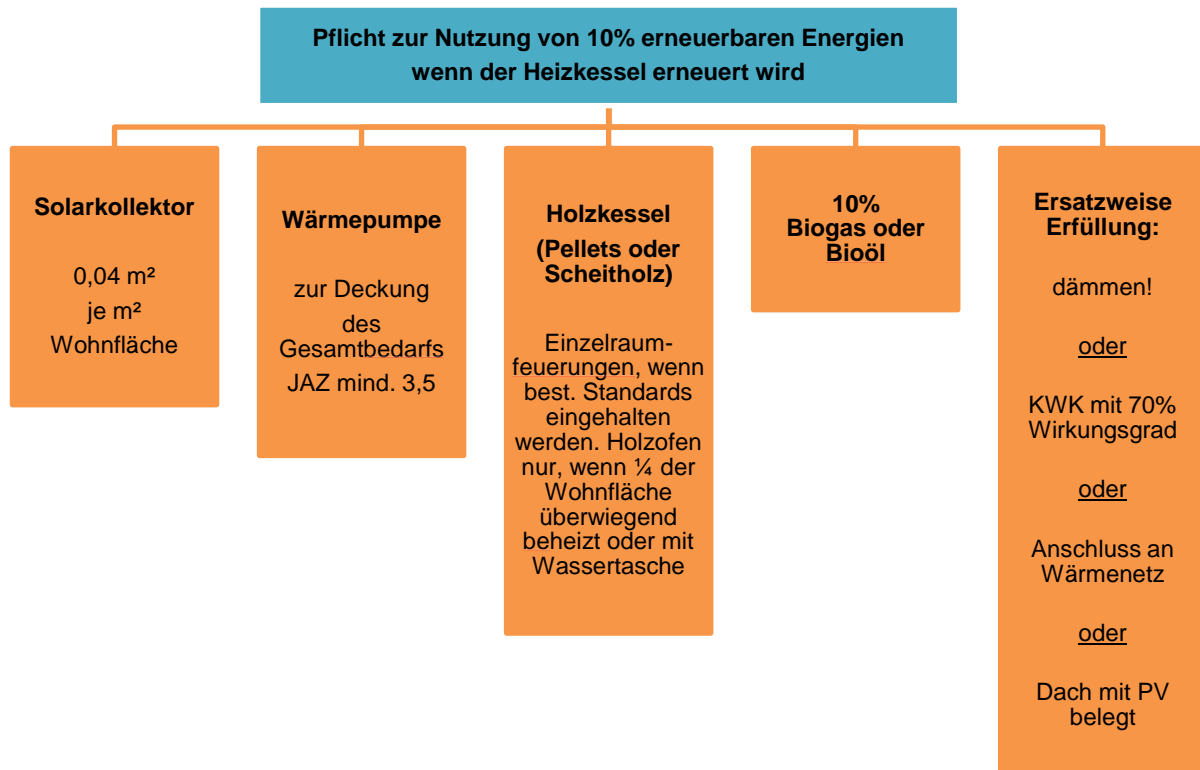 Pflicht zur Nutzung von 10% erneuerbaren Energien
wenn der Heizkessel erneuert wird
Solarkollektor
0,04 m²
je m²
Wohnfläche
Wärmepumpe
zur Deckung
des
Gesamtbedarfs
JAZ mind. 3,5
Holzkessel
(Pellets oder
Scheitholz)
Einzelraum-
feuerungen, wenn
best. Standards
eingehalten
werden. Holzofen
nur, wenn ¼ der
Wohnfläche
überwiegend
beheizt oder mit
Wassertasche
10%
Biogas oder
Bioöl
Ersatzweise
Erfüllung:
dämmen!
oder
KWK mit 70%
Wirkungsgrad
oder
Anschluss an
Wärmenetz
oder
Dach mit PV
belegt